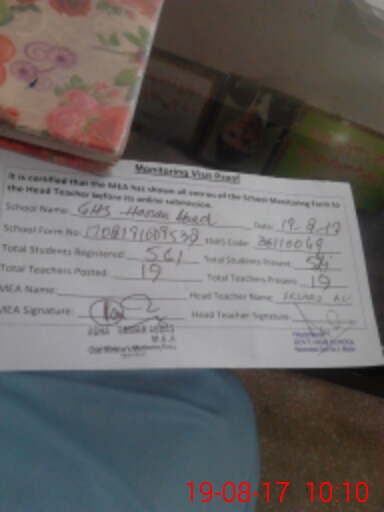 Monitoring Visit Proof
It is certified that the MEA has shown all entries of the School Monitoring Form to
the Head Teacher before its online submission.
School Name: GHS Hassan Abad Date: 19-8-17
School Form No: EMIS Code:
Total Students Registered: 561 Total Students Present:
Total Teachers Posted: 19 Total Teachers Present: 19
MEA Name: Head Teacher Name:
MEA Signature: Head Teacher Signature:
M.E.A
GOVT. HIGH SCHOOL
19-08-17 10:10